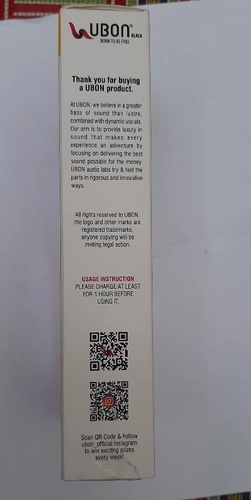 UBON®
BLACK
BORN TO BE FREE
Thank you for buying
a UBON product.
At UBON, we believe in a greater
bass of sound than lustre,
combined with dynamic vocals.
Our aim is to provide luxury in
sound that makes every
experience an adventure by
focusing on delivering the best
sound possible for the money.
UBON audio labs try & test the
parts in rigorous and innovative
ways.
All rights reserved to UBON.
the logo and other marks are
registered trademarks,
anyone copying will be
inviting legal action.
USAGE INSTRUCTION
PLEASE CHARGE AT LEAST
FOR 1 HOUR BEFORE
USING IT.
Scan QR Code & Follow
ubon_official Instagram
to win exciting prizes
every week!